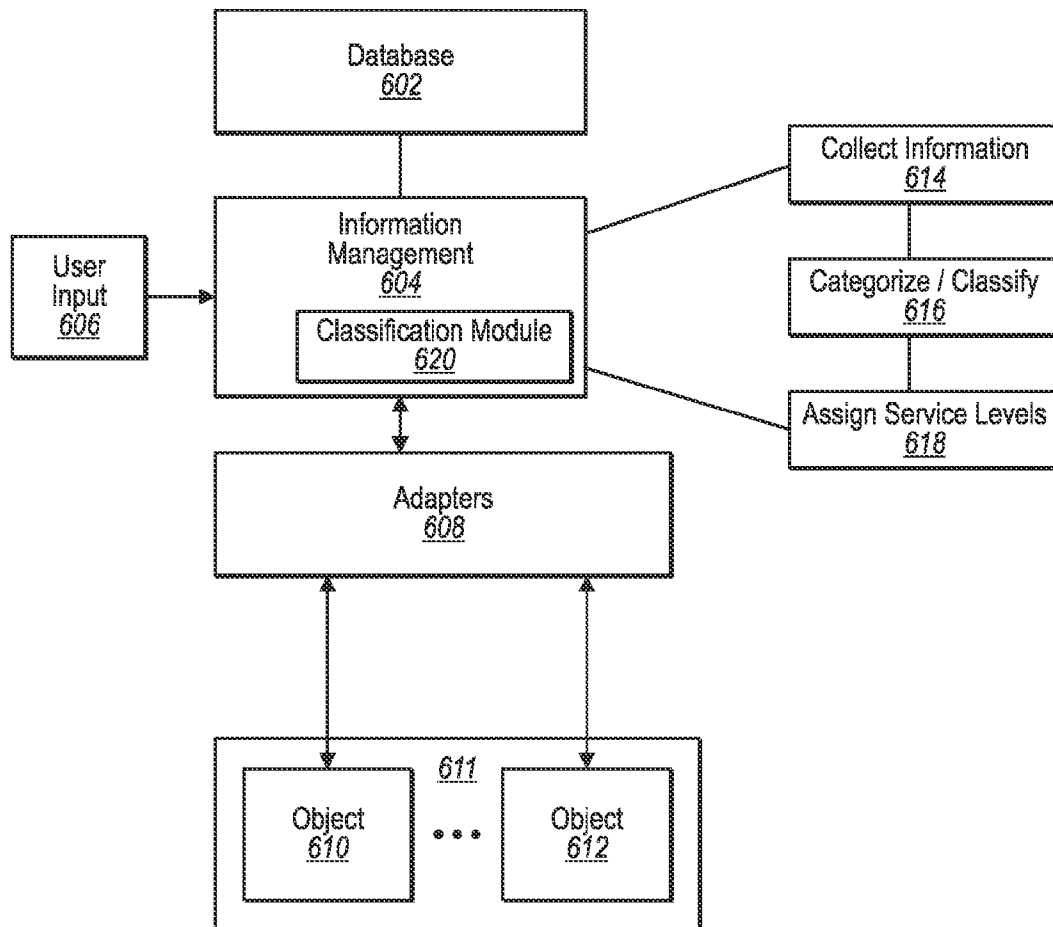 Database
602
Information
Management
604
Classification Module
620
User
Input
606
Collect Information
614
Categorize / Classify
616
Assign Service Levels
618
Adapters
608
611
Object
610
Object
612